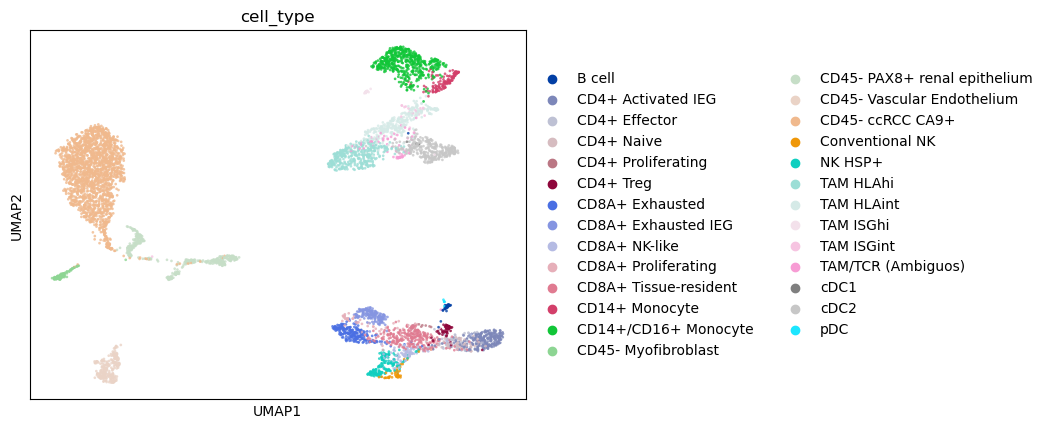 cell_type
UMAP2
UMAP1
B cell
CD4+ Activated IEG
CD4+ Effector
CD4+ Naive
CD4+ Proliferating
CD4+ Treg
CD8A+ Exhausted
CD8A+ Exhausted IEG
CD8A+ NK-like
CD8A+ Proliferating
CD8A+ Tissue-resident
CD14+ Monocyte
CD14+/CD16+ Monocyte
CD45- Myofibroblast
CD45- PAX8+ renal epithelium
CD45- Vascular Endothelium
CD45- ccRCC CA9+
Conventional NK
NK HSP+
TAM HLAhi
TAM HLAint
TAM ISGhi
TAM ISGint
TAM/TCR (Ambiguos)
cDC1
cDC2
pDC